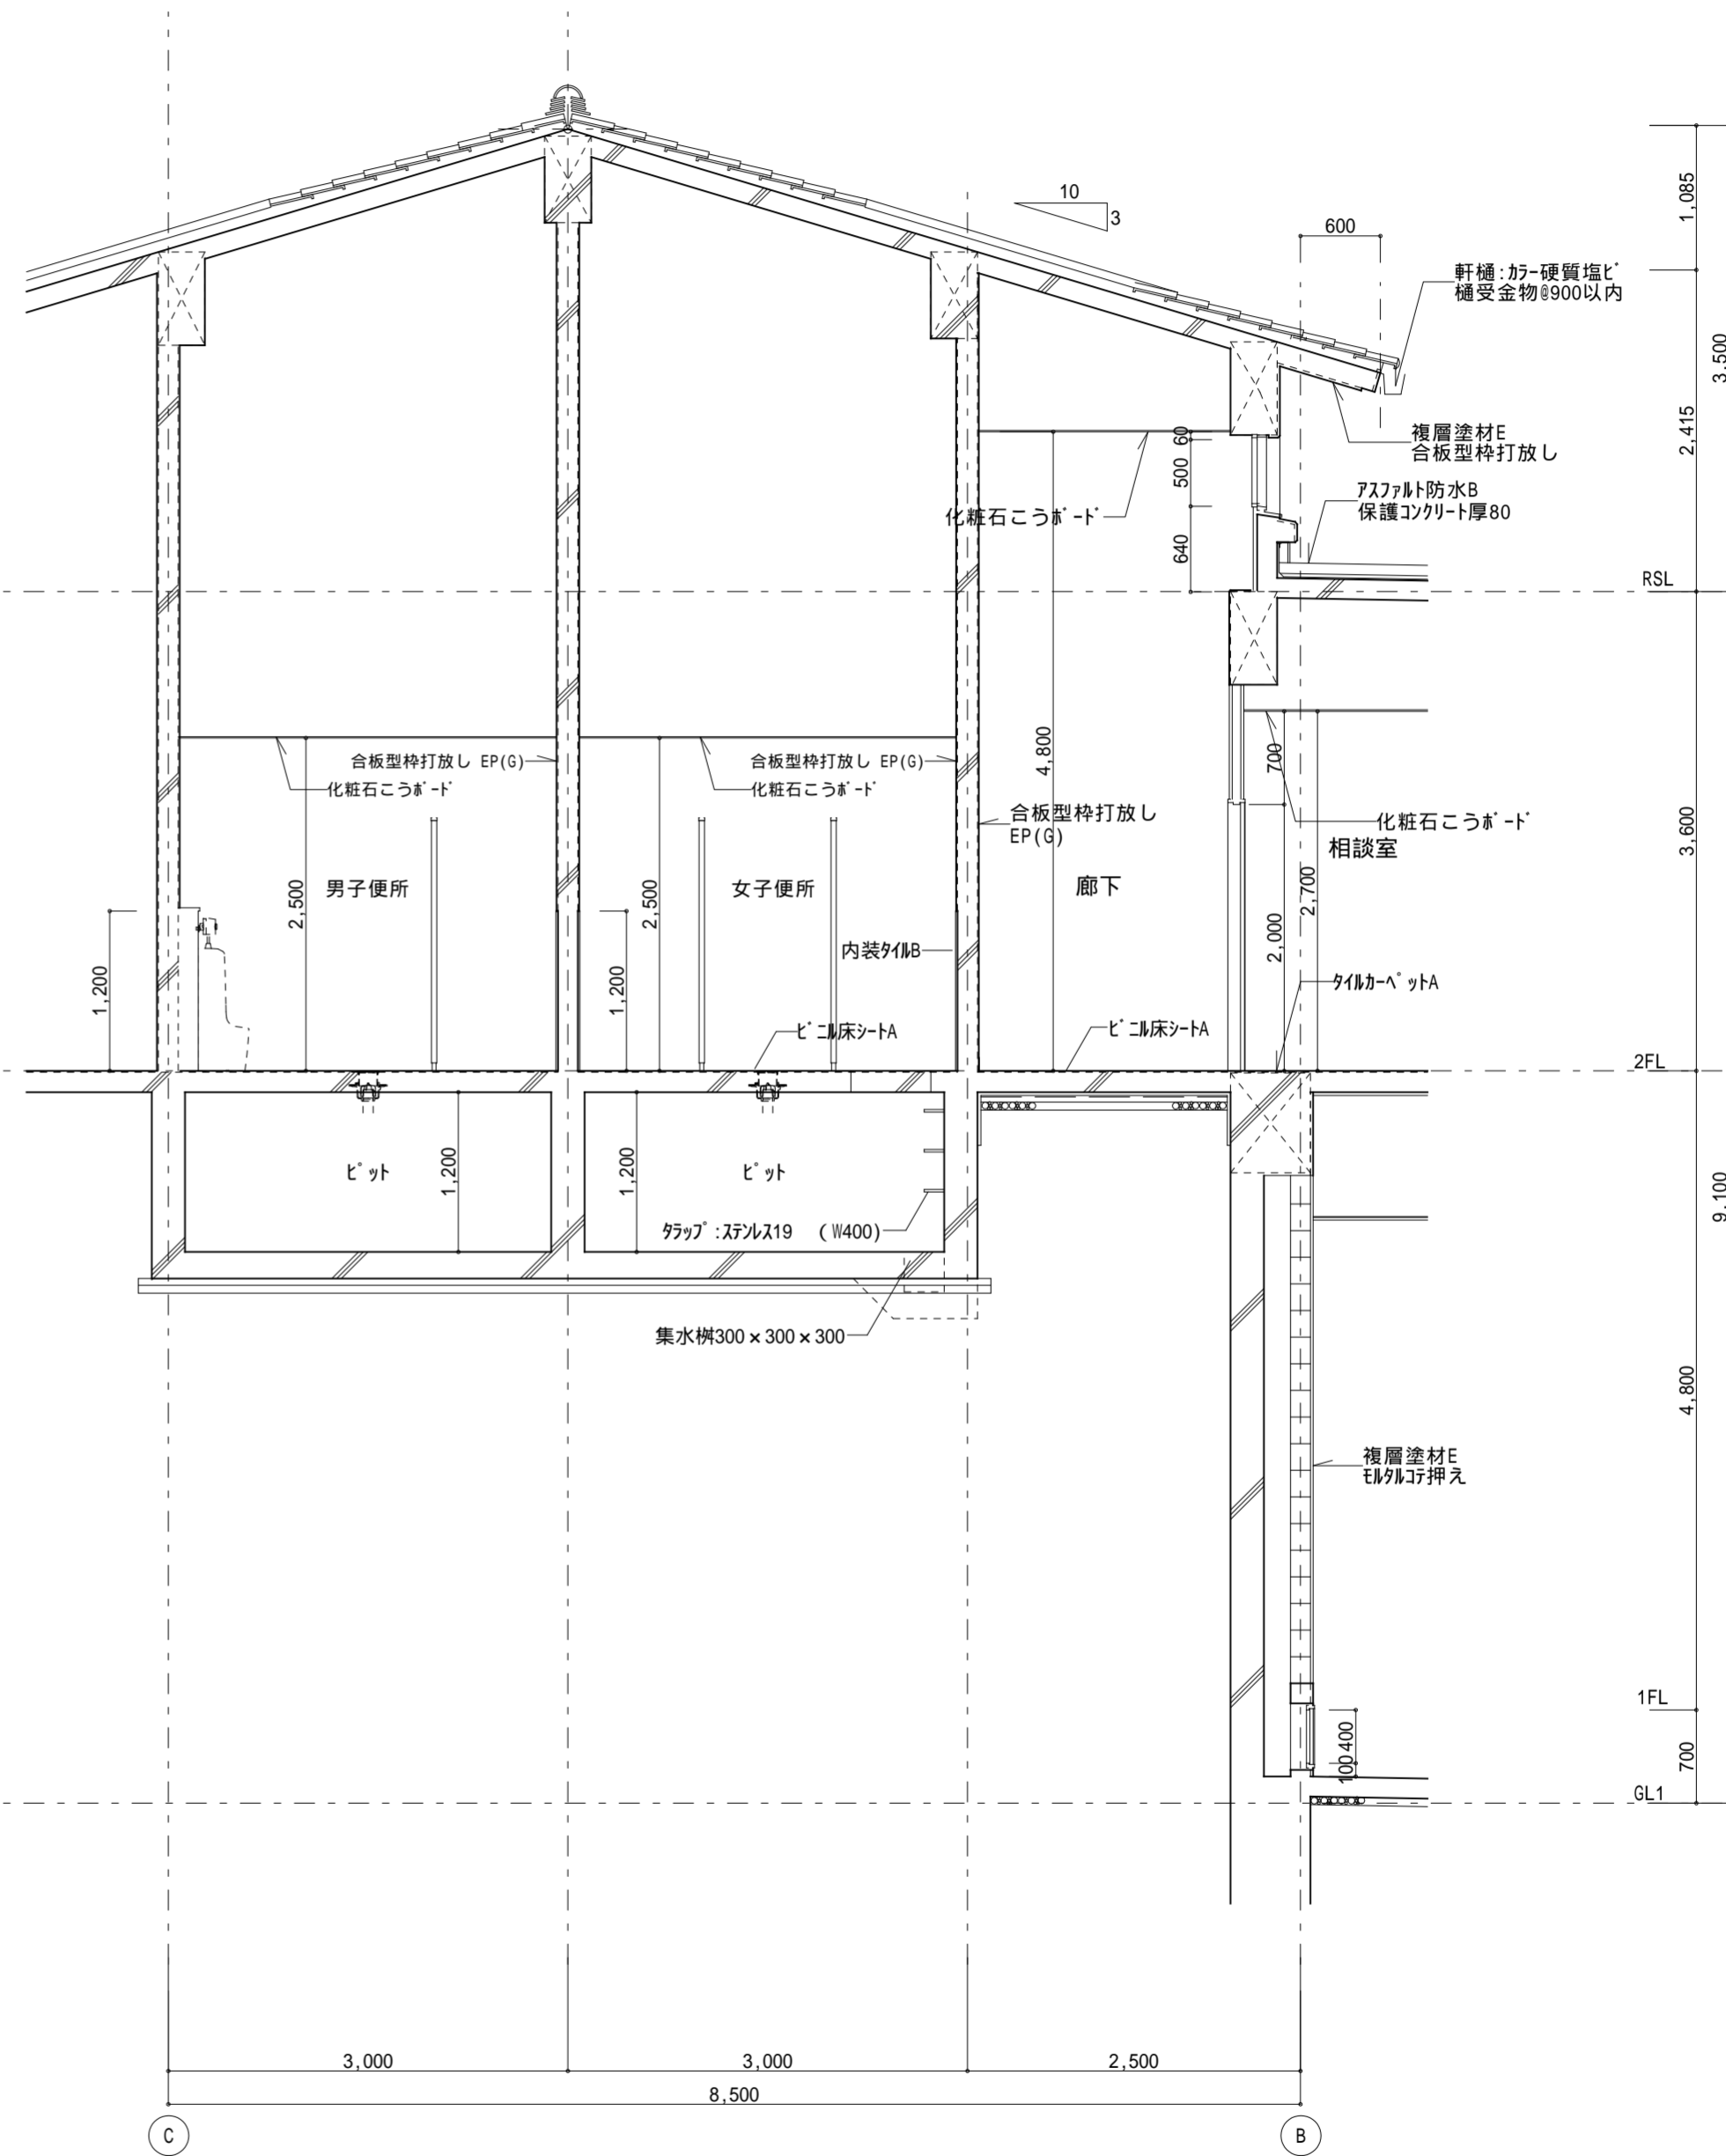 10
3
600
1,085
軒樋:ｶﾗｰ硬質塩ﾋﾞ
樋受金物@900以内
3,500
2,415
複層塗材E
合板型枠打放し
60
500
640
化粧石こうﾎﾞｰﾄﾞ
ｱｽﾌｧﾙﾄ防水B
保護ｺﾝｸﾘｰﾄ厚80
RSL
合板型枠打放し EP(G)
化粧石こうﾎﾞｰﾄﾞ
合板型枠打放し EP(G)
化粧石こうﾎﾞｰﾄﾞ
4,800
700
合板型枠打放し
EP(G)
化粧石こうﾎﾞｰﾄﾞ
相談室
3,600
2,500
男子便所
2,500
女子便所
廊下
2,700
2,000
1,200
1,200
内装ﾀｲﾙB
ﾀｲﾙｶｰﾍﾟｯﾄA
ﾋﾞﾆﾙ床ｼｰﾄA
ﾋﾞﾆﾙ床ｼｰﾄA
2FL
ﾋﾟｯﾄ
1,200
1,200
ﾋﾟｯﾄ
9,100
ﾀﾗｯﾌﾟ:ｽﾃﾝﾚｽ19 (W400)
集水桝300×300×300
4,800
複層塗材E
ﾓﾙﾀﾙｺﾃ押え
1FL
400
100
700
GL1
3,000
3,000
2,500
8,500
C
B